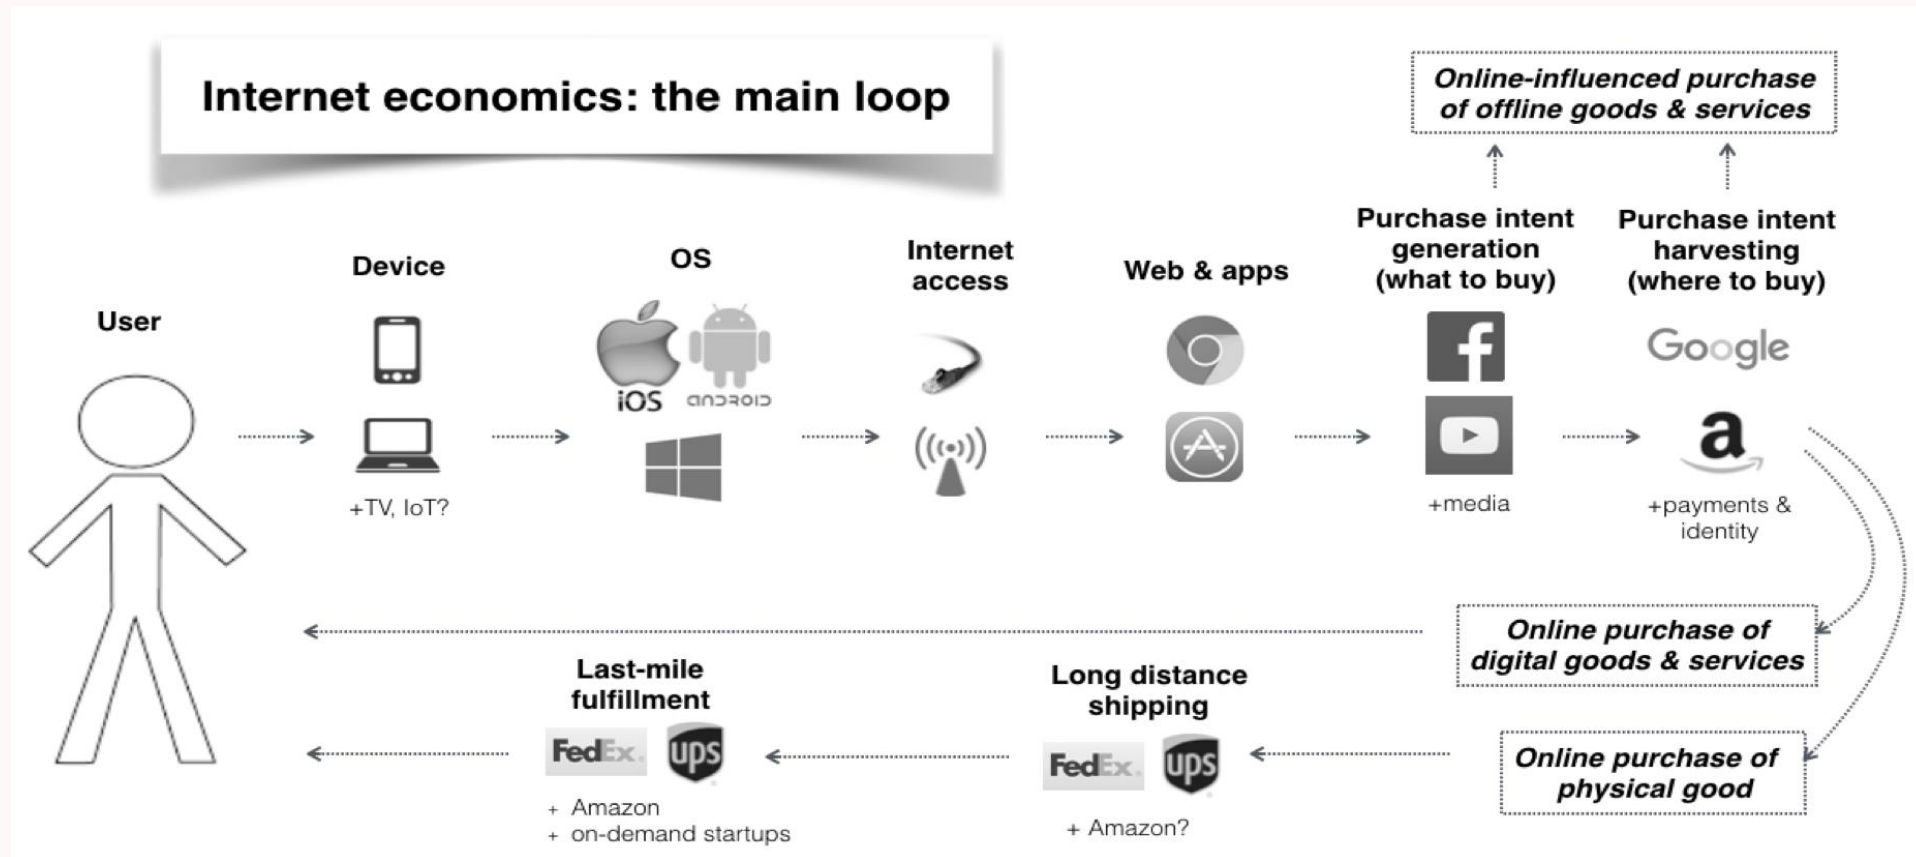 Internet economics: the main loop
Online-influenced purchase
of offline goods & services
User
Device
+TV, IoT?
OS
iOS
ANDROID
Internet
access
Web & apps
Purchase intent
generation
(what to buy)
f
+media
Purchase intent
harvesting
(where to buy)
Google
a
+payments &
identity
Online purchase of
digital goods & services
Online purchase of
physical good
Long distance
shipping
FedEx.
ups
+ Amazon?
Last-mile
fulfillment
FedEx.
ups
+ Amazon
+ on-demand startups